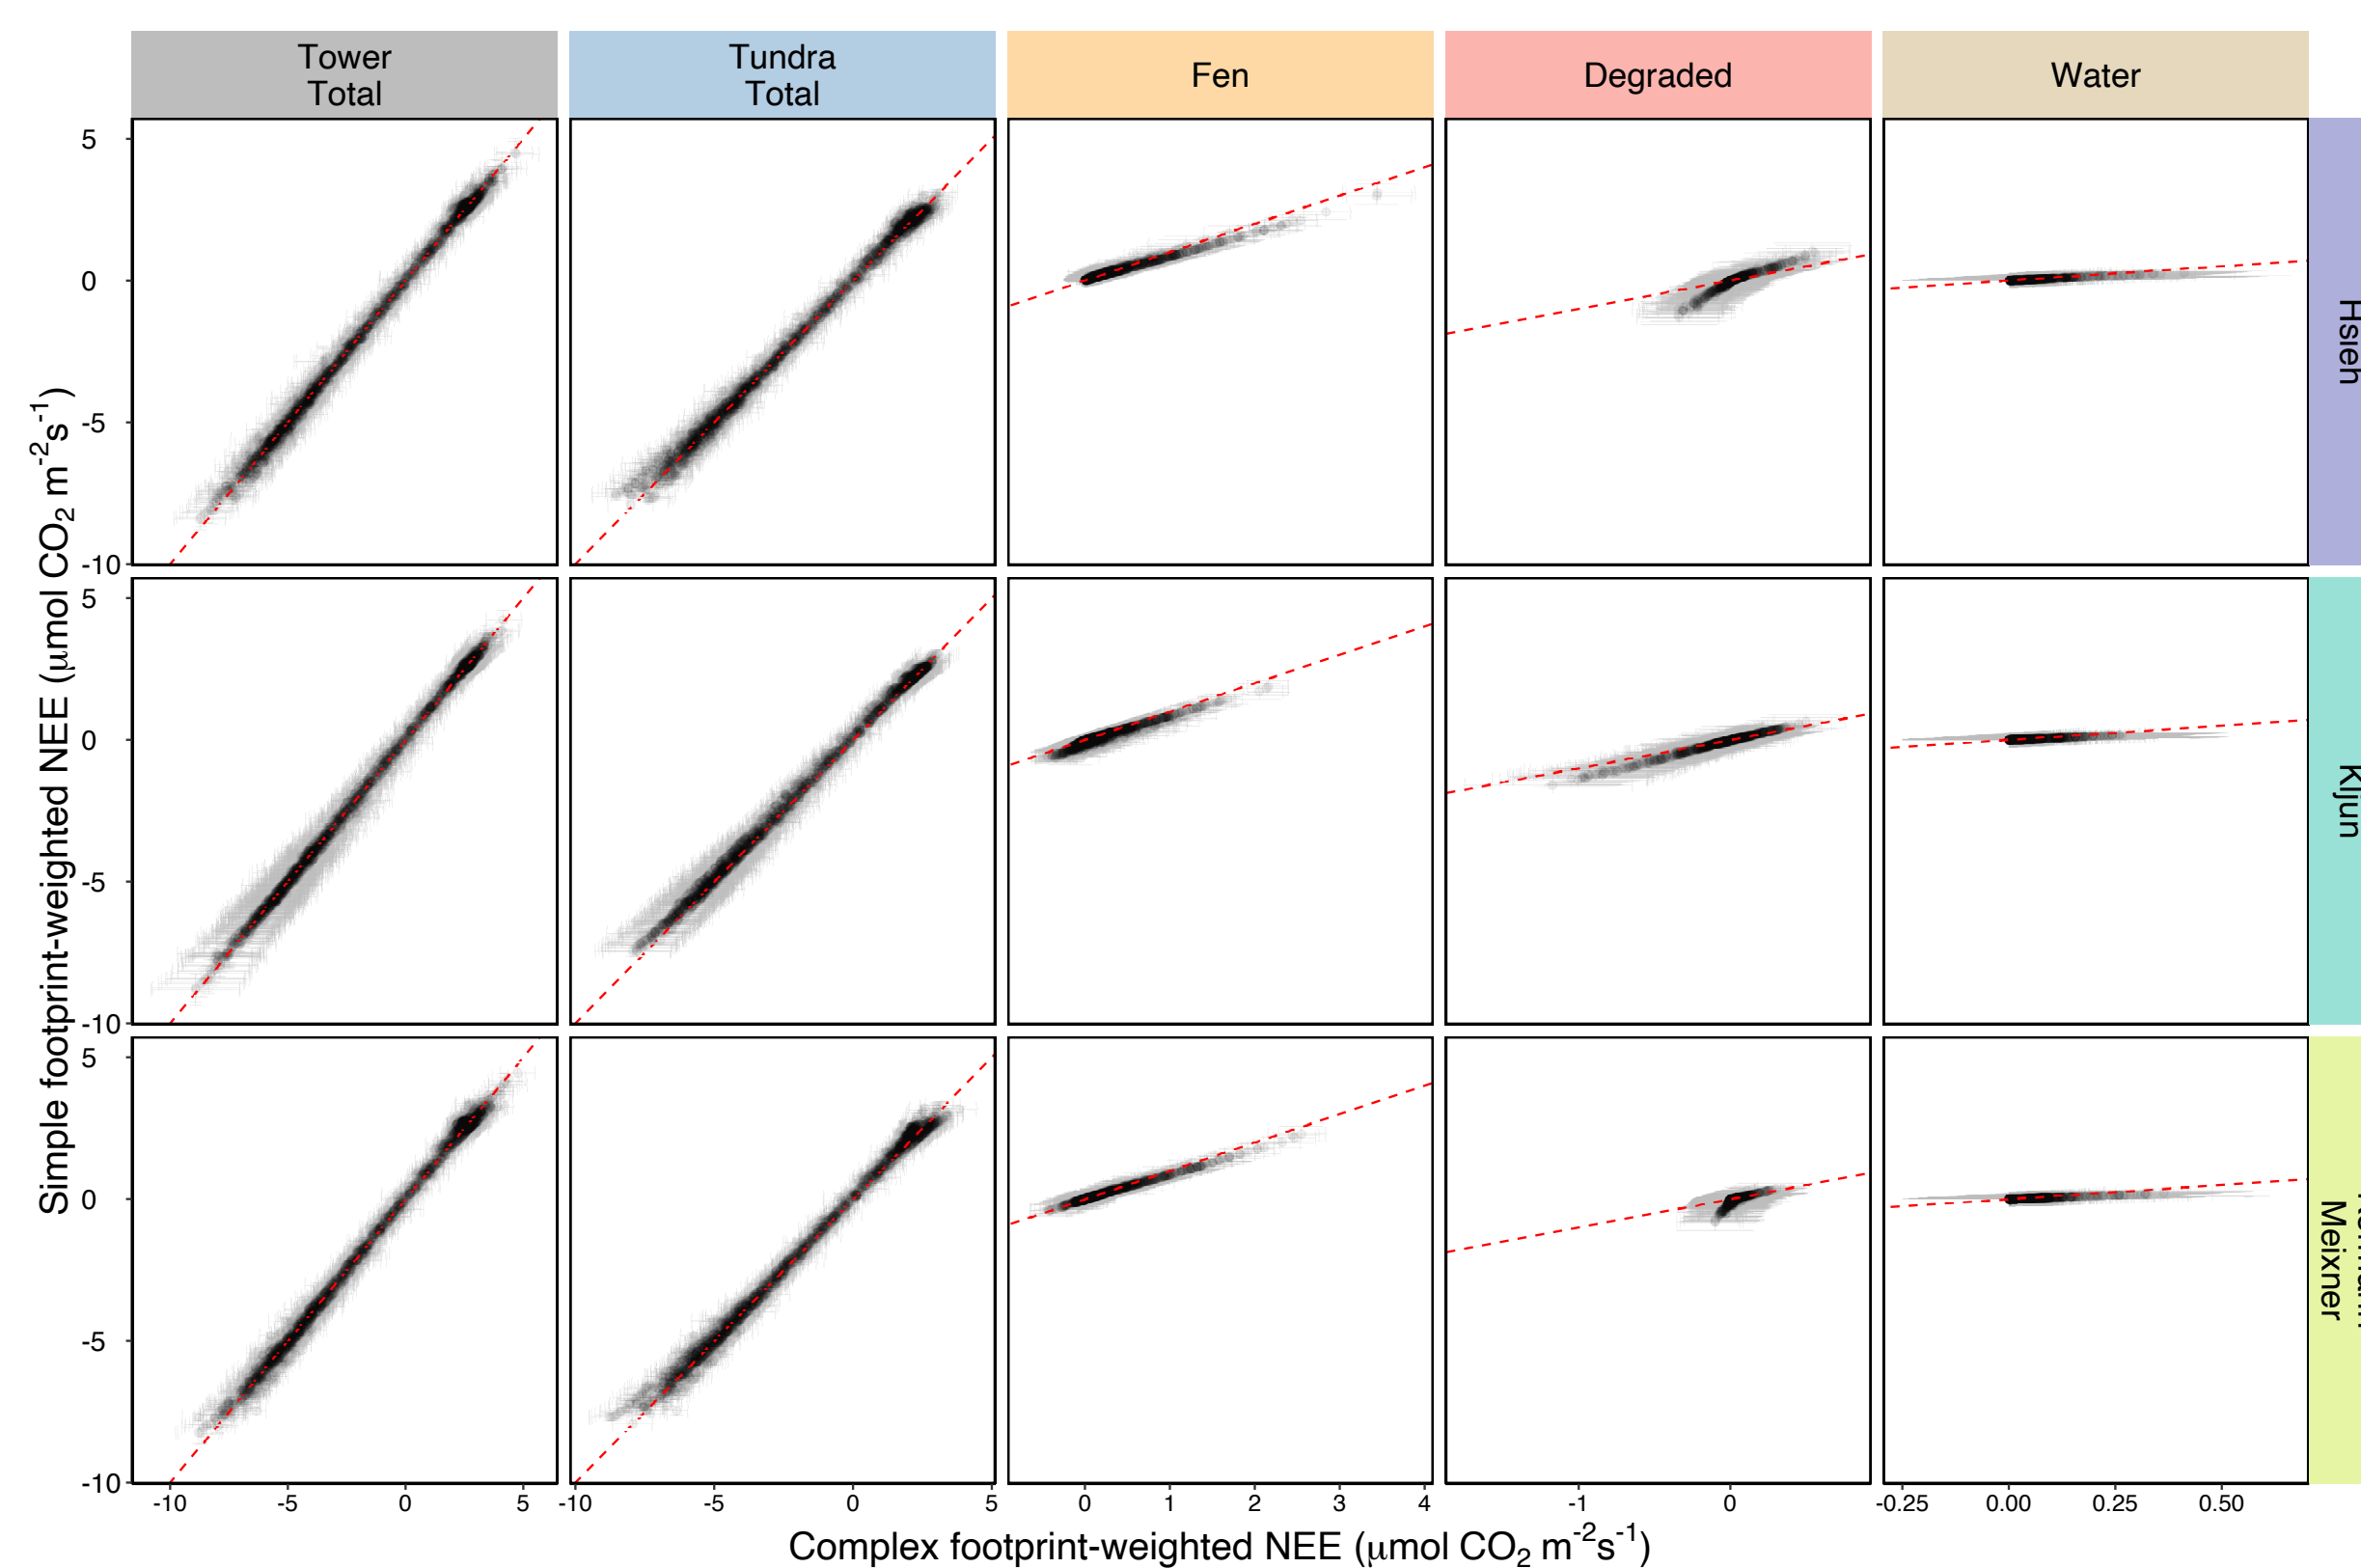 Tower
Total
Tundra
Total
Fen
Degraded
Water
5
0
-5
-10
Hsieh
5
0
-5
-10
Kljun
5
0
-5
-10
Meixner
-10 -5 0 5
-10 -5 0 5
0 1 2 3 4
-1 0
-0.25 0.00 0.25 0.50
Simple footprint-weighted NEE (μmol CO₂ m⁻²s⁻¹)
Complex footprint-weighted NEE (μmol CO₂ m⁻²s⁻¹)